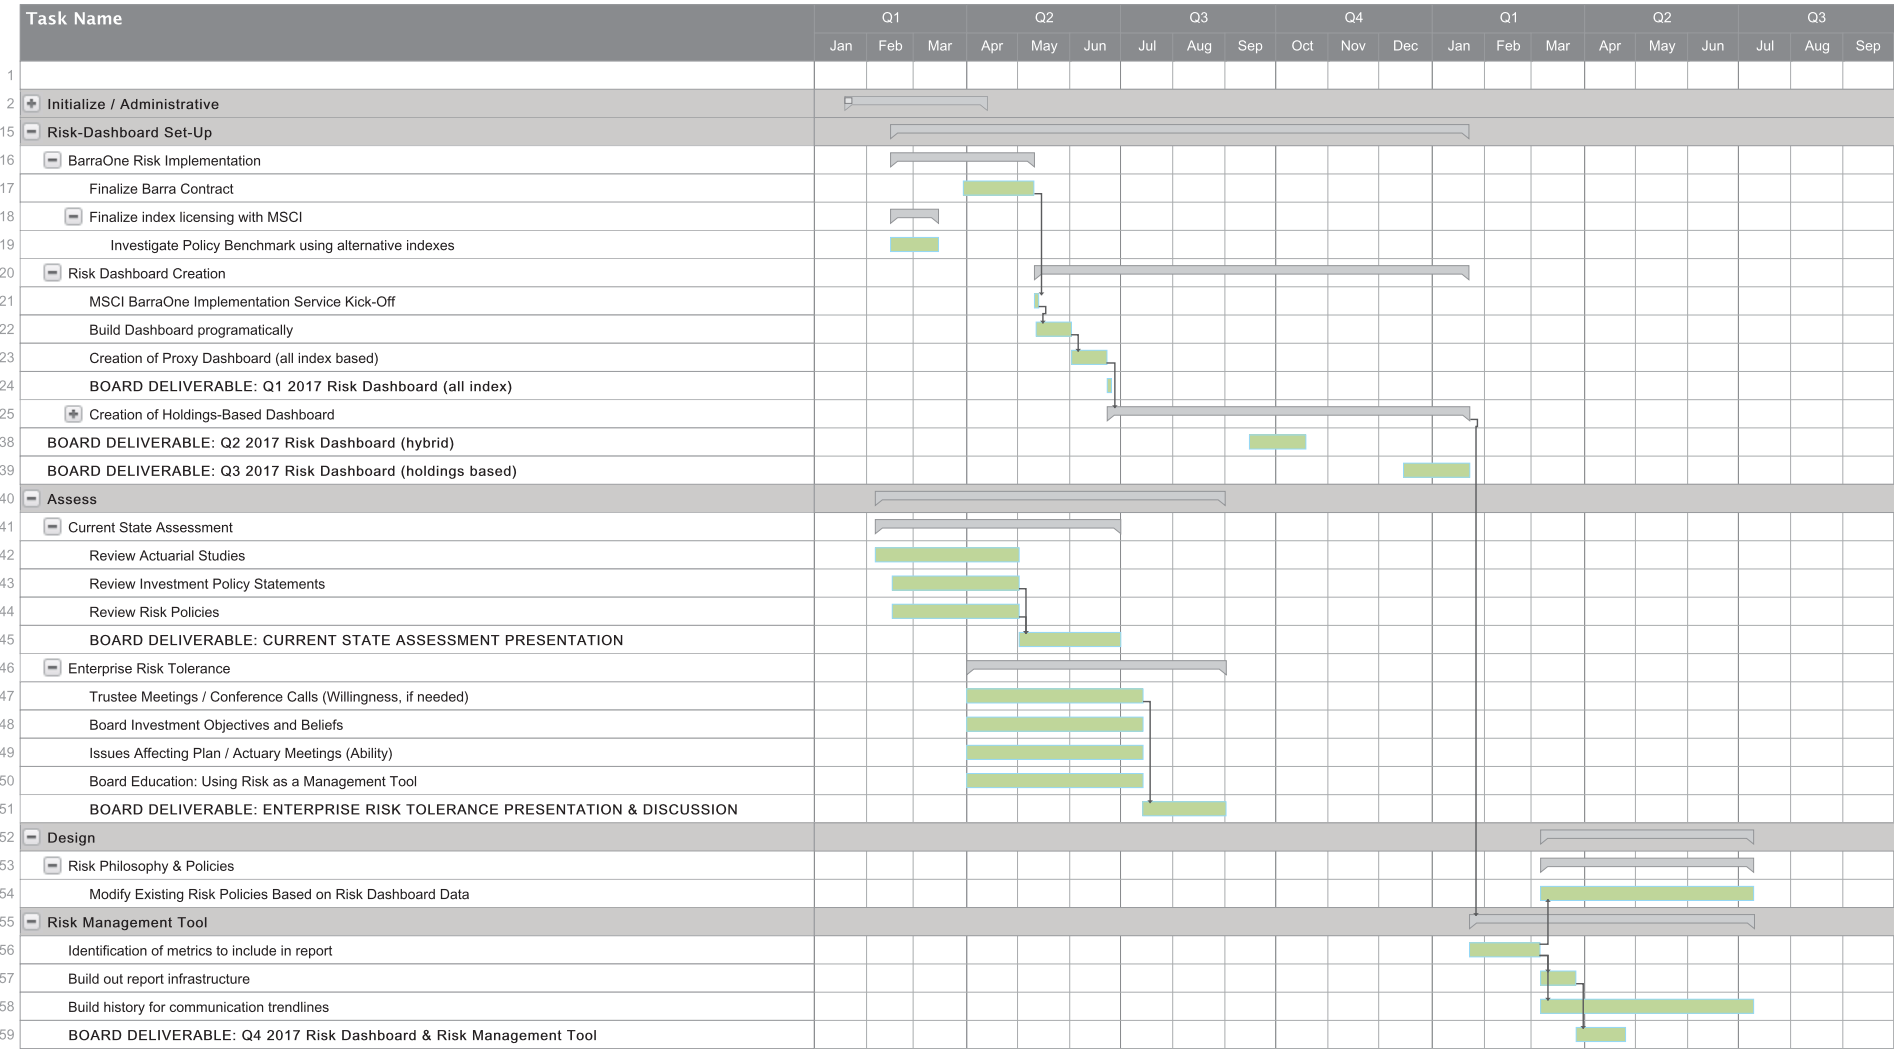 Task Name Q1 Q2 Q3 Q4 Q1 Q2 Q3
Jan Feb Mar Apr May Jun Jul Aug Sep Oct Nov Dec Jan Feb Mar Apr May Jun Jul Aug Sep
1
2 Initialize / Administrative
15 Risk-Dashboard Set-Up
16 BarraOne Risk Implementation
17 Finalize Barra Contract
18 Finalize index licensing with MSCI
19 Investigate Policy Benchmark using alternative indexes
20 Risk Dashboard Creation
21 MSCI BarraOne Implementation Service Kick-Off
22 Build Dashboard programatically
23 Creation of Proxy Dashboard (all index based)
24 BOARD DELIVERABLE: Q1 2017 Risk Dashboard (all index)
25 Creation of Holdings-Based Dashboard
38 BOARD DELIVERABLE: Q2 2017 Risk Dashboard (hybrid)
39 BOARD DELIVERABLE: Q3 2017 Risk Dashboard (holdings based)
40 Assess
41 Current State Assessment
42 Review Actuarial Studies
43 Review Investment Policy Statements
44 Review Risk Policies
45 BOARD DELIVERABLE: CURRENT STATE ASSESSMENT PRESENTATION
46 Enterprise Risk Tolerance
47 Trustee Meetings / Conference Calls (Willingness, if needed)
48 Board Investment Objectives and Beliefs
49 Issues Affecting Plan / Actuary Meetings (Ability)
50 Board Education: Using Risk as a Management Tool
51 BOARD DELIVERABLE: ENTERPRISE RISK TOLERANCE PRESENTATION & DISCUSSION
52 Design
53 Risk Philosophy & Policies
54 Modify Existing Risk Policies Based on Risk Dashboard Data
55 Risk Management Tool
56 Identification of metrics to include in report
57 Build out report infrastructure
58 Build history for communication trendlines
59 BOARD DELIVERABLE: Q4 2017 Risk Dashboard & Risk Management Tool